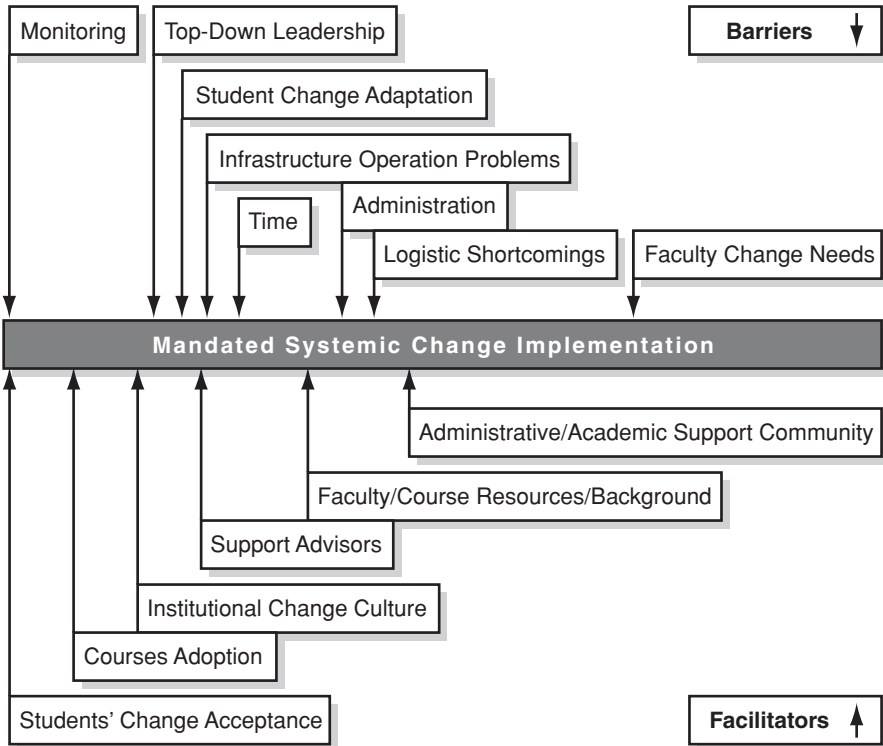 Monitoring
Top-Down Leadership
Barriers
Student Change Adaptation
Infrastructure Operation Problems
Administration
Time
Logistic Shortcomings
Faculty Change Needs
Mandated Systemic Change Implementation
Administrative/Academic Support Community
Faculty/Course Resources/Background
Support Advisors
Institutional Change Culture
Courses Adoption
Students’ Change Acceptance
Facilitators